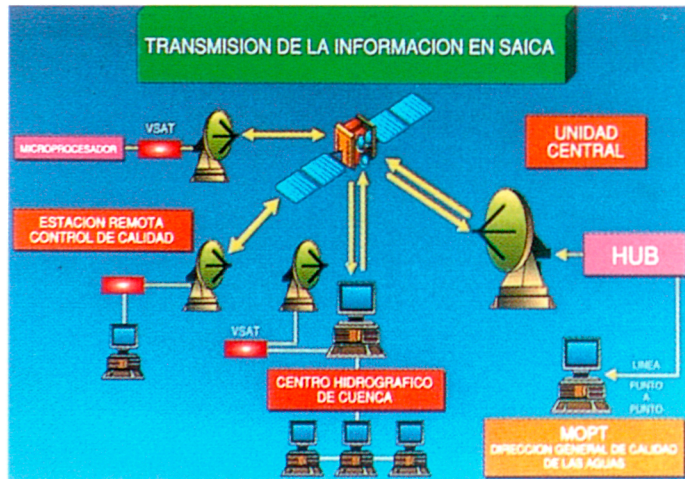 TRANSMISION DE LA INFORMACION EN SAICA
VSAT
MICROPROCESADOR
UNIDAD
CENTRAL
ESTACION REMOTA
CONTROL DE CALIDAD
HUB
VSAT
CENTRO HIDROGRAFICO
DE CUENCA
LINEA
PUNTO
A
PUNTO
MOPT
DIRECCION GENERAL DE CALIDAD
DE LAS AGUAS